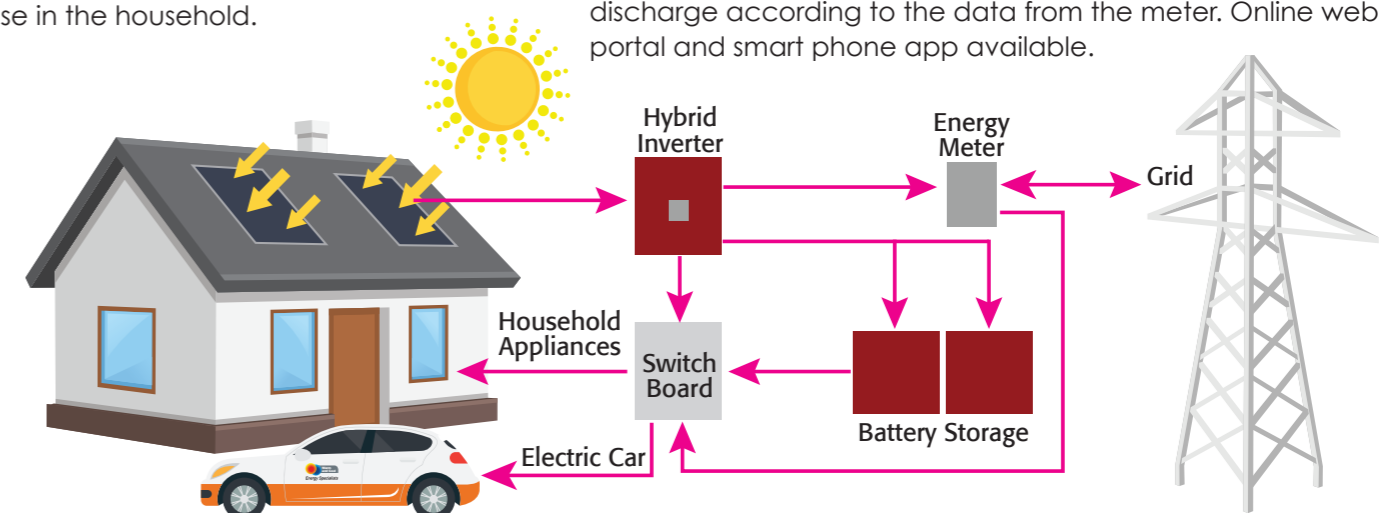 se in the household.
discharge according to the data from the meter. Online web
portal and smart phone app available.
Hybrid
Inverter
Energy
Meter
Grid
Household
Appliances
Switch
Board
Battery Storage
Electric Car
Energy Specialists